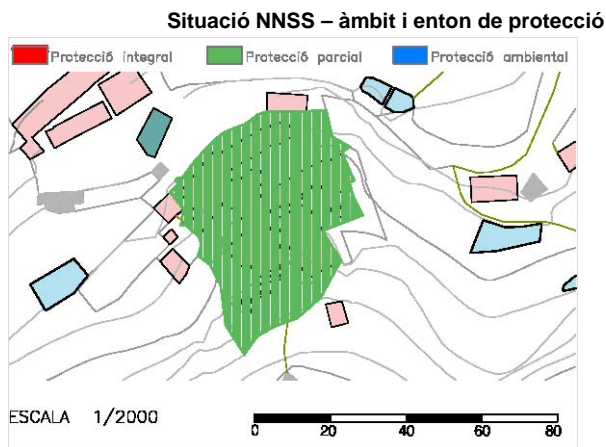 Situació NNSS – àmbit i enton de protecció
Protecció integral Protecció parcial Protecció ambiental
ESCALA 1/2000
0 20 40 60 80